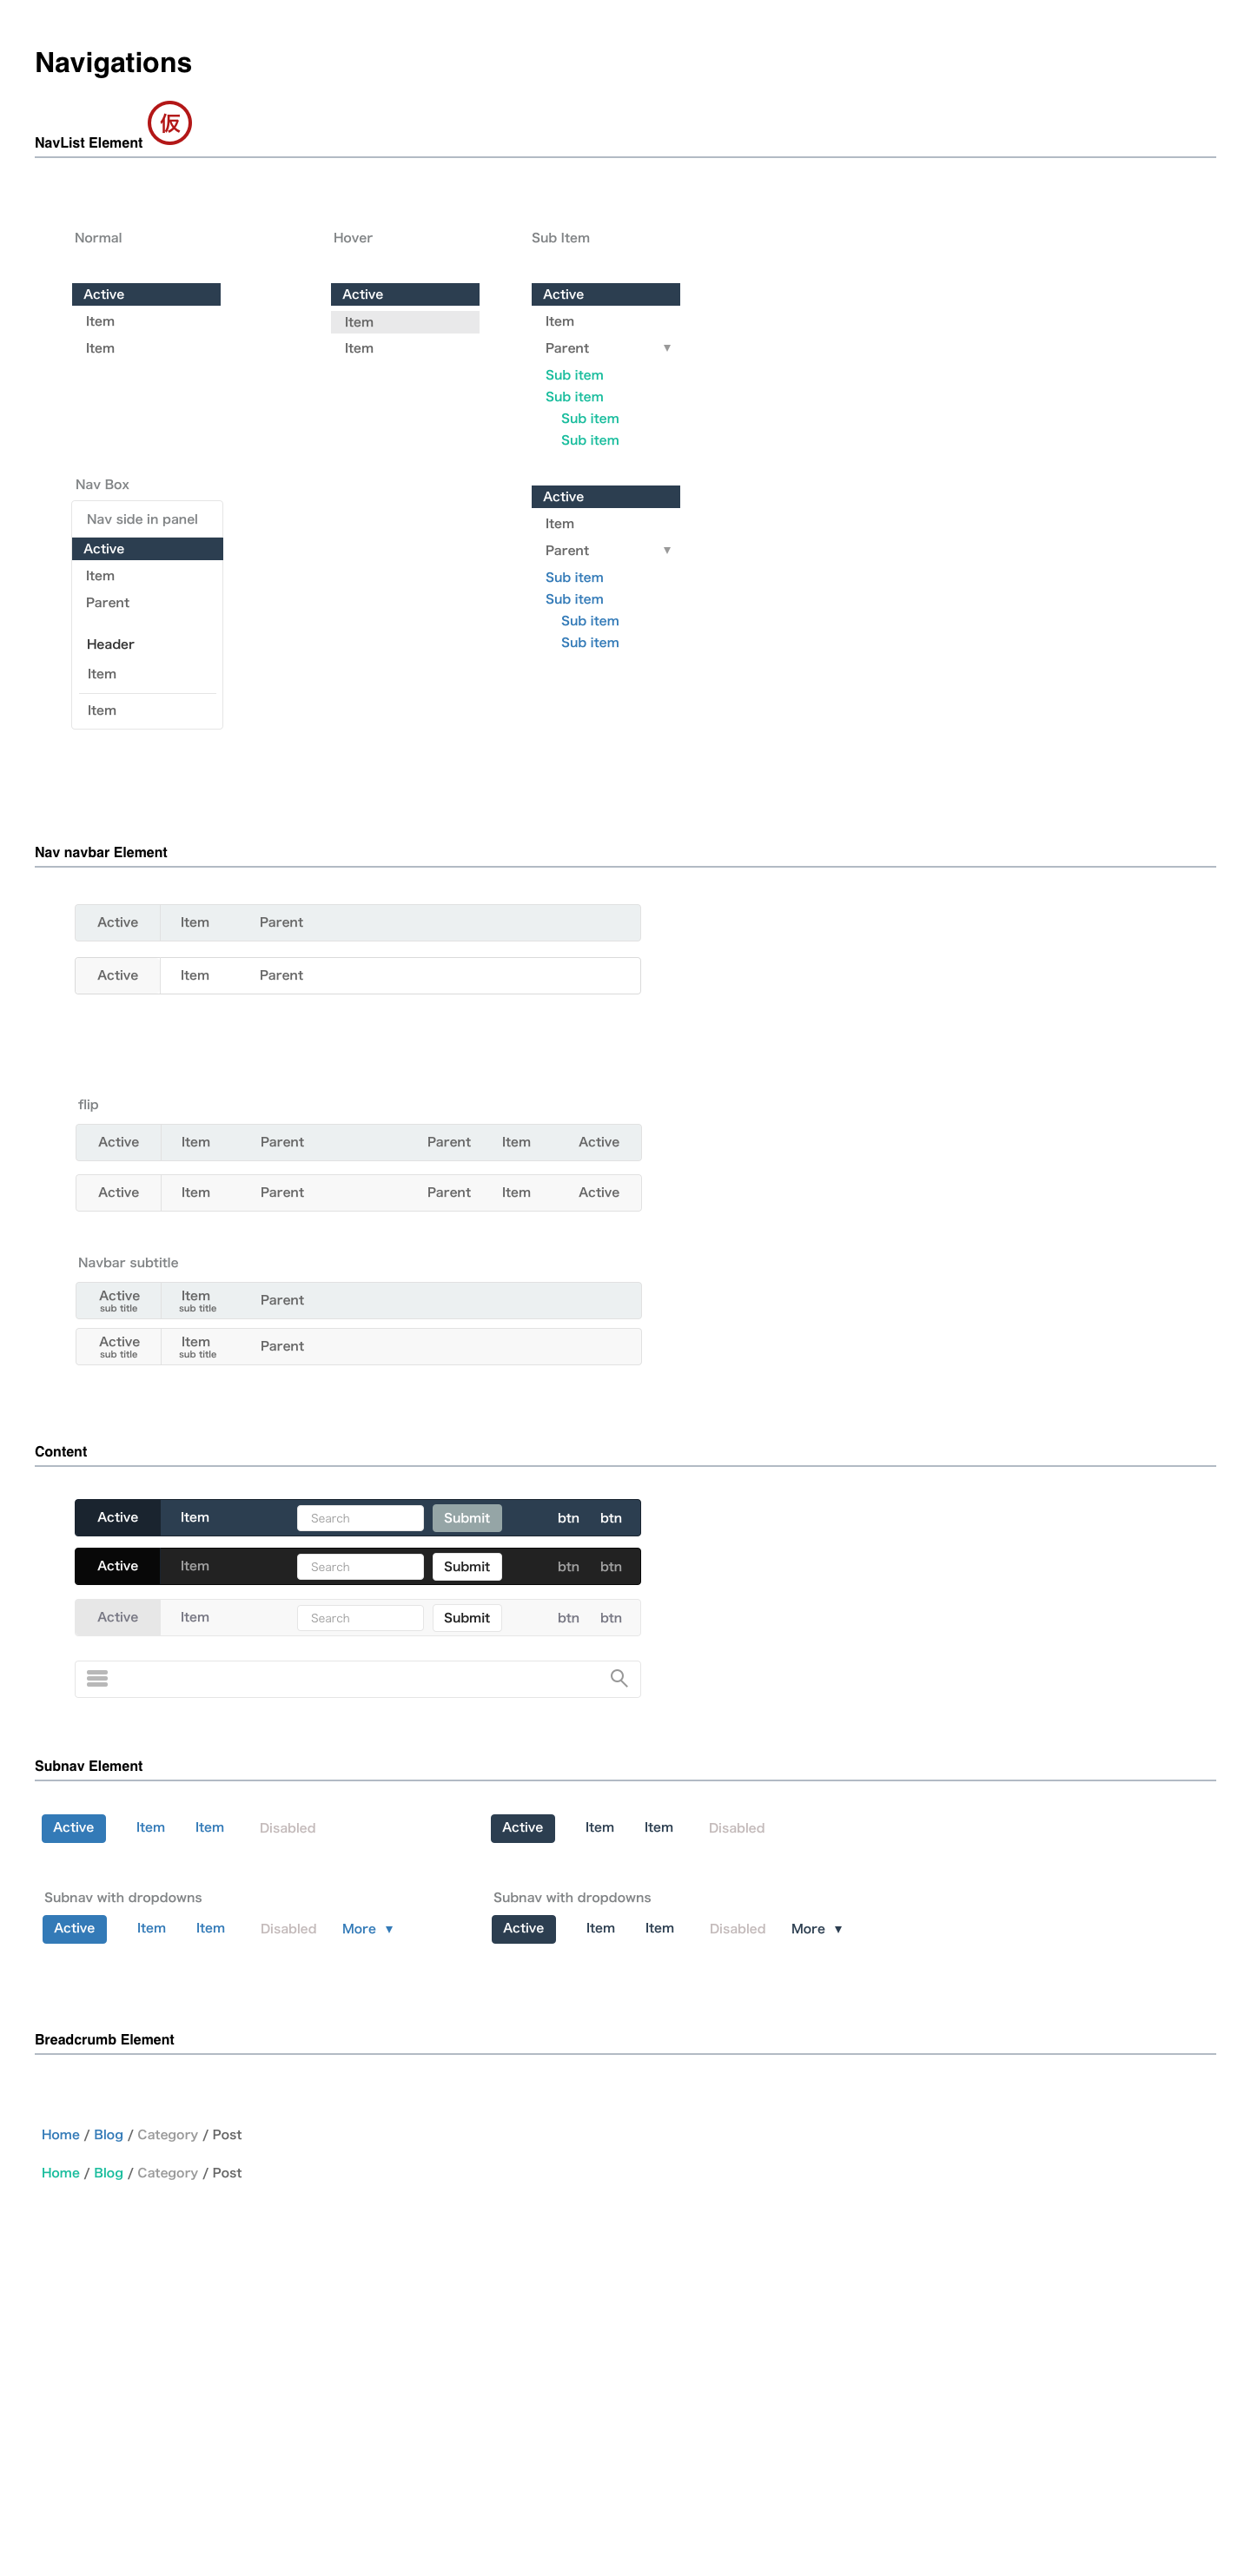 Navigations
NavList Element 仮
Normal
Hover
Sub Item
Active
Item
Item
Active
Item
Item
Active
Item
Parent ▼
Sub item
Sub item
Sub item
Sub item
Nav Box
Nav side in panel
Active
Item
Parent
Header
Item
Item
Active
Item
Parent ▼
Sub item
Sub item
Sub item
Sub item
Nav navbar Element
Active Item Parent
Active Item Parent
flip
Active Item Parent Parent Item Active
Active Item Parent Parent Item Active
Navbar subtitle
Active Item Parent
sub title sub title
Active Item Parent
sub title sub title
Content
Active Item Search Submit btn btn
Active Item Search Submit btn btn
Active Item Search Submit btn btn
Subnav Element
Active Item Item Disabled
Active Item Item Disabled
Subnav with dropdowns
Active Item Item Disabled More ▼
Subnav with dropdowns
Active Item Item Disabled More ▼
Breadcrumb Element
Home / Blog / Category / Post
Home / Blog / Category / Post